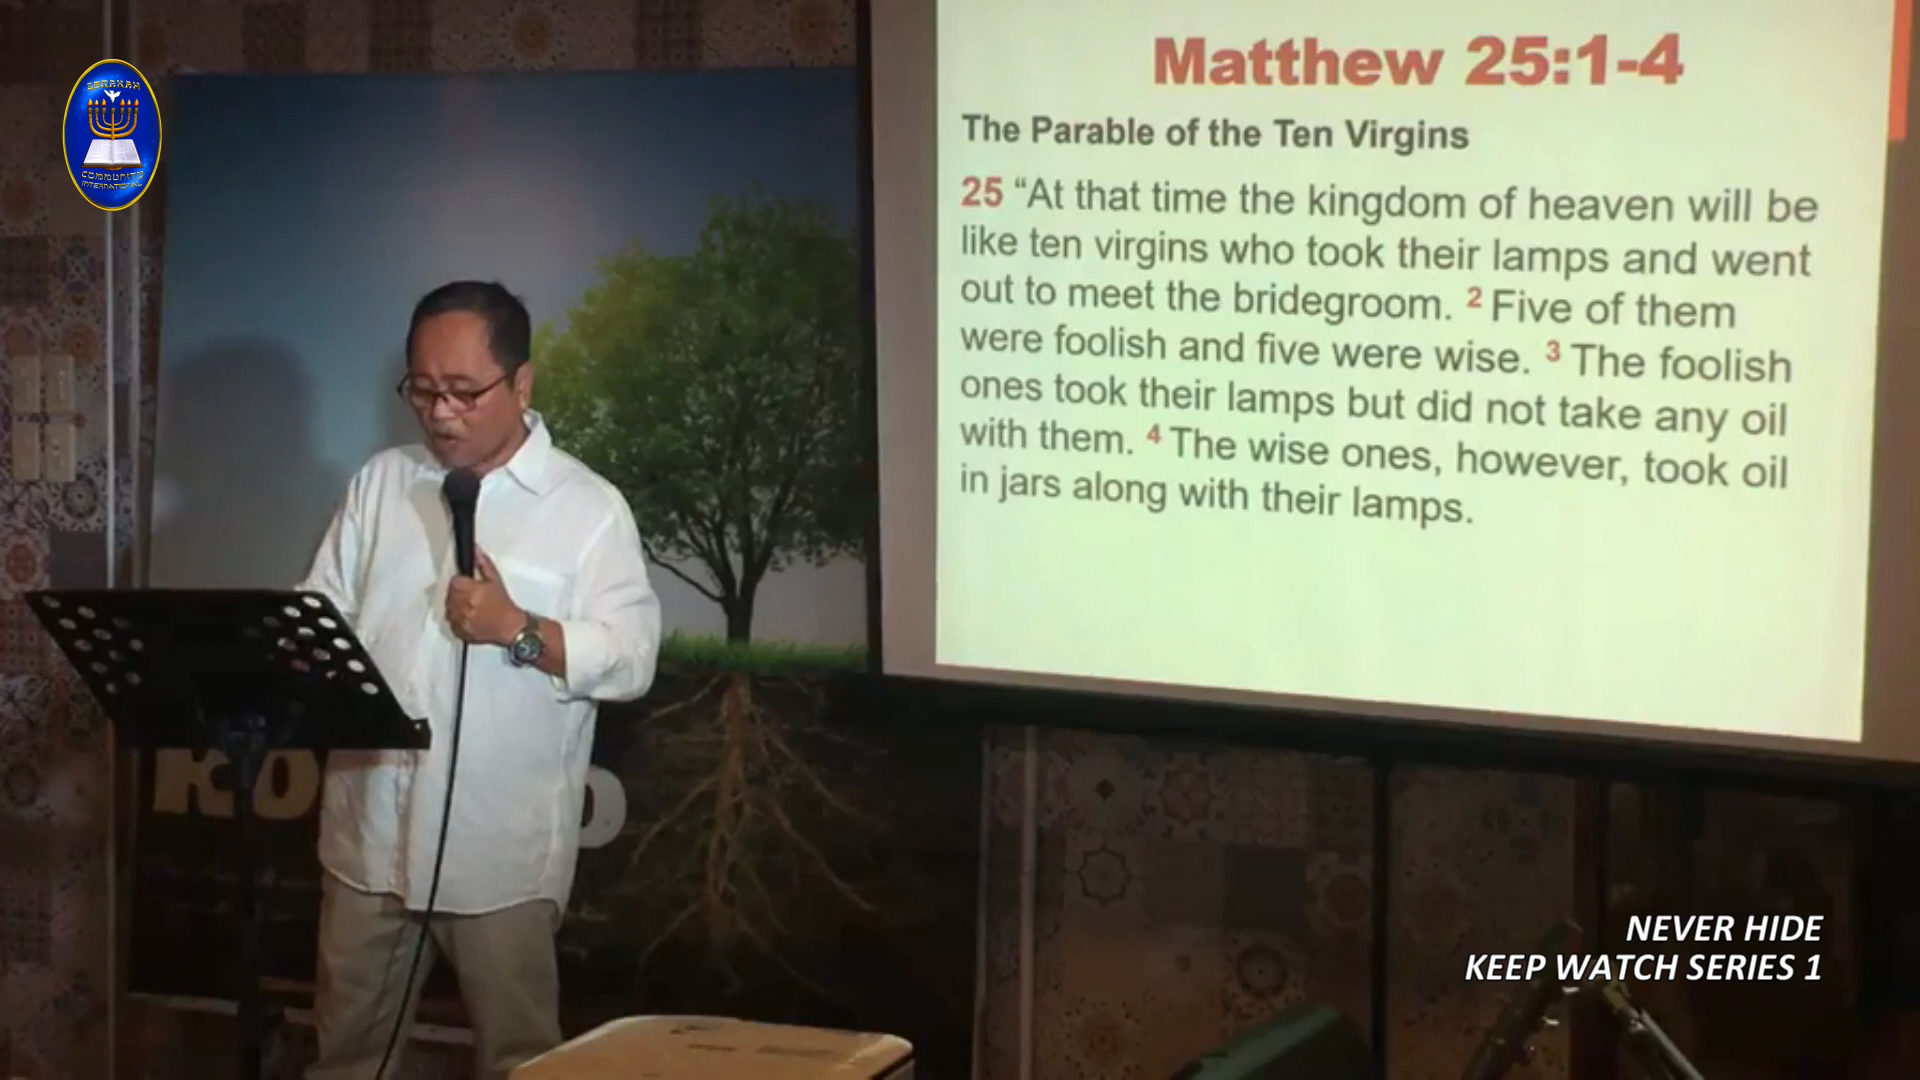 BERAKAH
COMMUNITY
INTERNATIONAL
Matthew 25:1-4
The Parable of the Ten Virgins
25 “At that time the kingdom of heaven will be
like ten virgins who took their lamps and went
out to meet the bridegroom. 2 Five of them
were foolish and five were wise. 3 The foolish
ones took their lamps but did not take any oil
with them. 4 The wise ones, however, took oil
in jars along with their lamps.
NEVER HIDE
KEEP WATCH SERIES 1